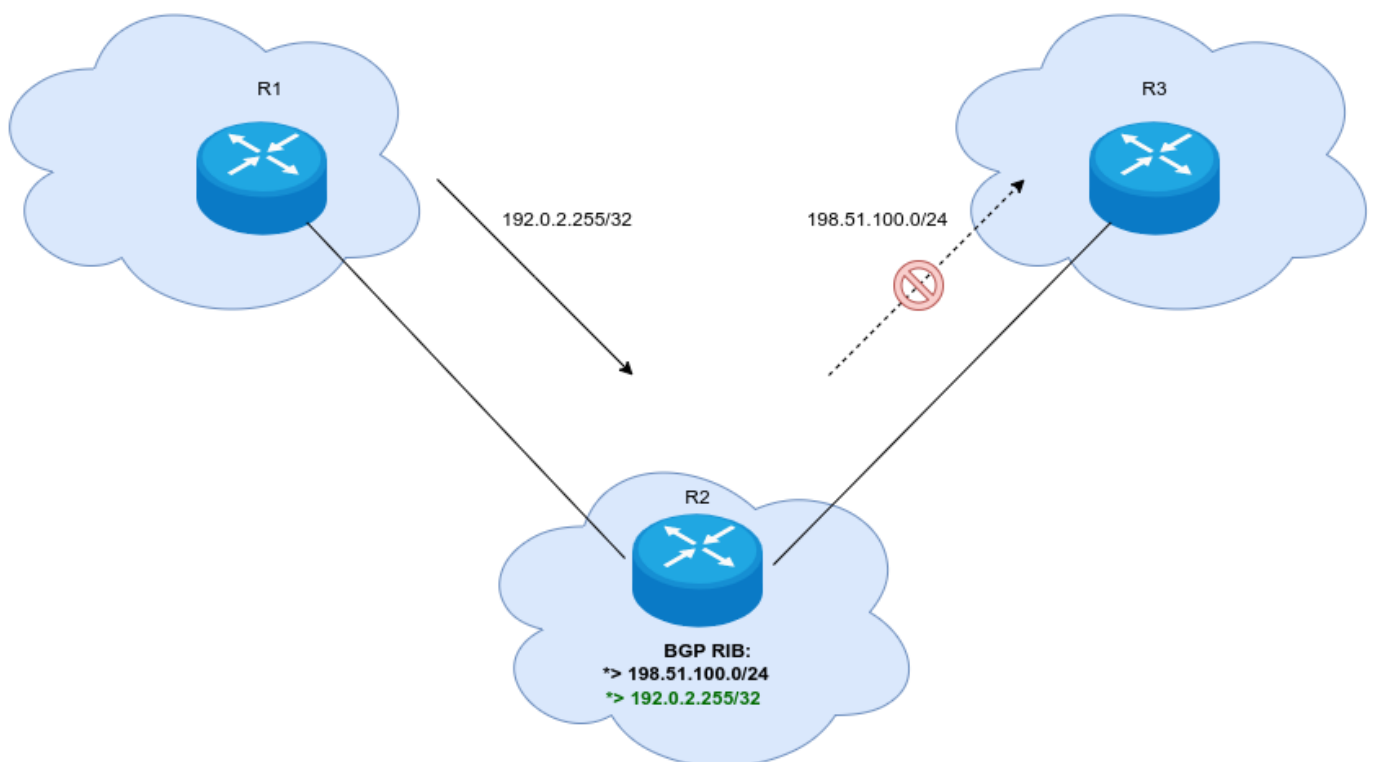 R1
R3
192.0.2.255/32
198.51.100.0/24
R2
BGP RIB:
*> 198.51.100.0/24
*> 192.0.2.255/32